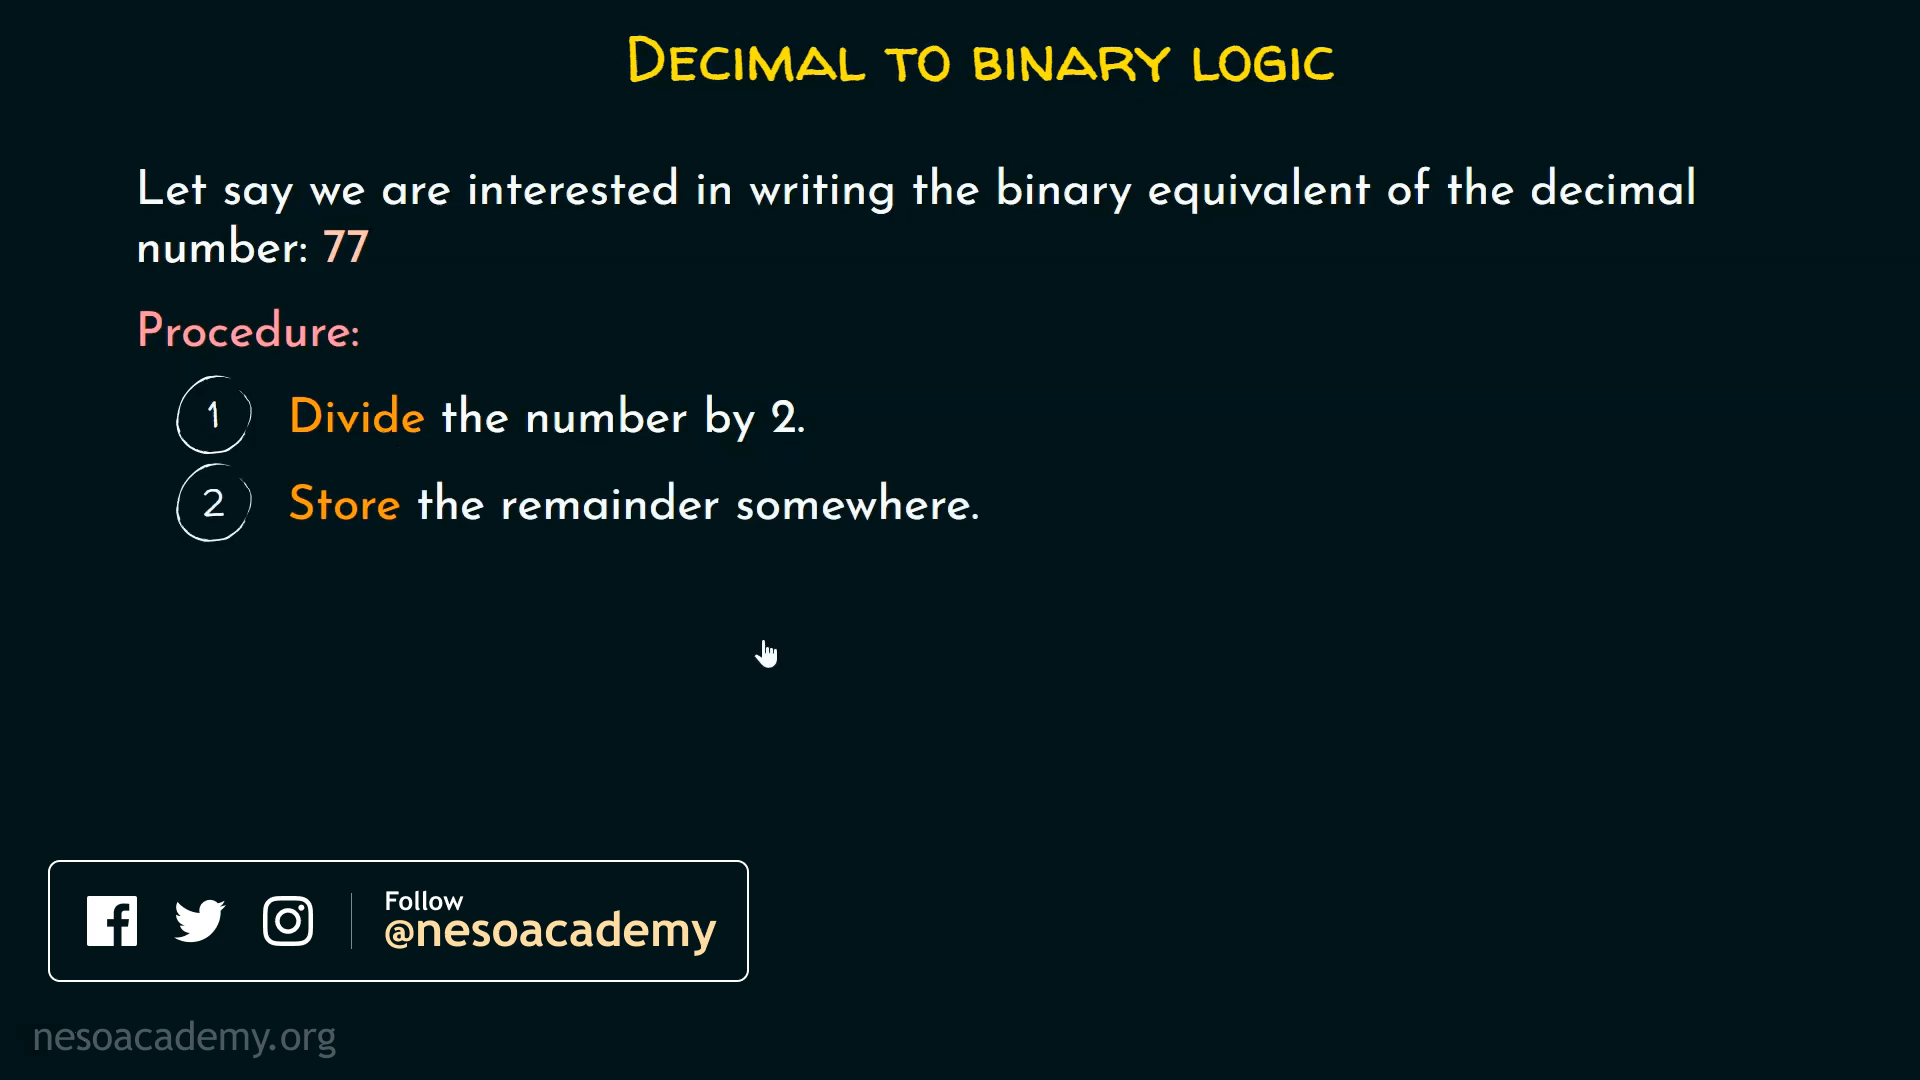 Decimal to binary logic
Let say we are interested in writing the binary equivalent of the decimal
number: 77
Procedure:
1 Divide the number by 2.
2 Store the remainder somewhere.
Follow
@nesoacademy
nesoacademy.org